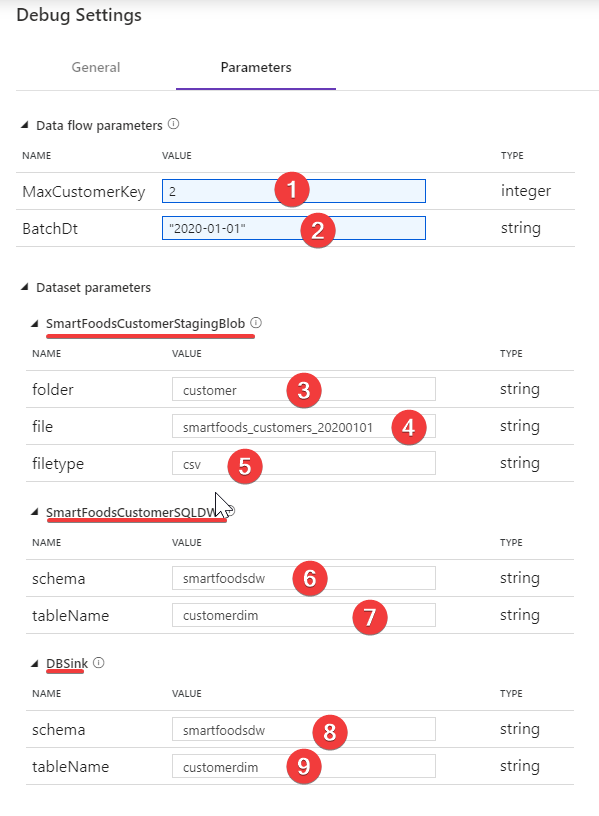 Debug Settings
General Parameters
Data flow parameters
NAME VALUE TYPE
MaxCustomerKey 2 1 integer
BatchDt "2020-01-01" 2 string
Dataset parameters
SmartFoodsCustomerStagingBlob
NAME VALUE TYPE
folder customer 3 string
file smartfoods_customers_20200101 4 string
filetype csv 5 string
SmartFoodsCustomerSQLDW
NAME VALUE TYPE
schema smartfoodsdw 6 string
tableName customerdim 7 string
DBSink
NAME VALUE TYPE
schema smartfoodsdw 8 string
tableName customerdim 9 string